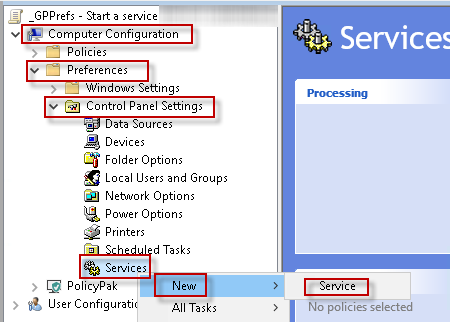 _GPPrefs - Start a service
Computer Configuration
Policies
Preferences
Windows Settings
Control Panel Settings
Data Sources
Devices
Folder Options
Local Users and Groups
Network Options
Power Options
Printers
Scheduled Tasks
Services
PolicyPak
User Configuration
New
All Tasks
Service
Services
Processing
No policies selected